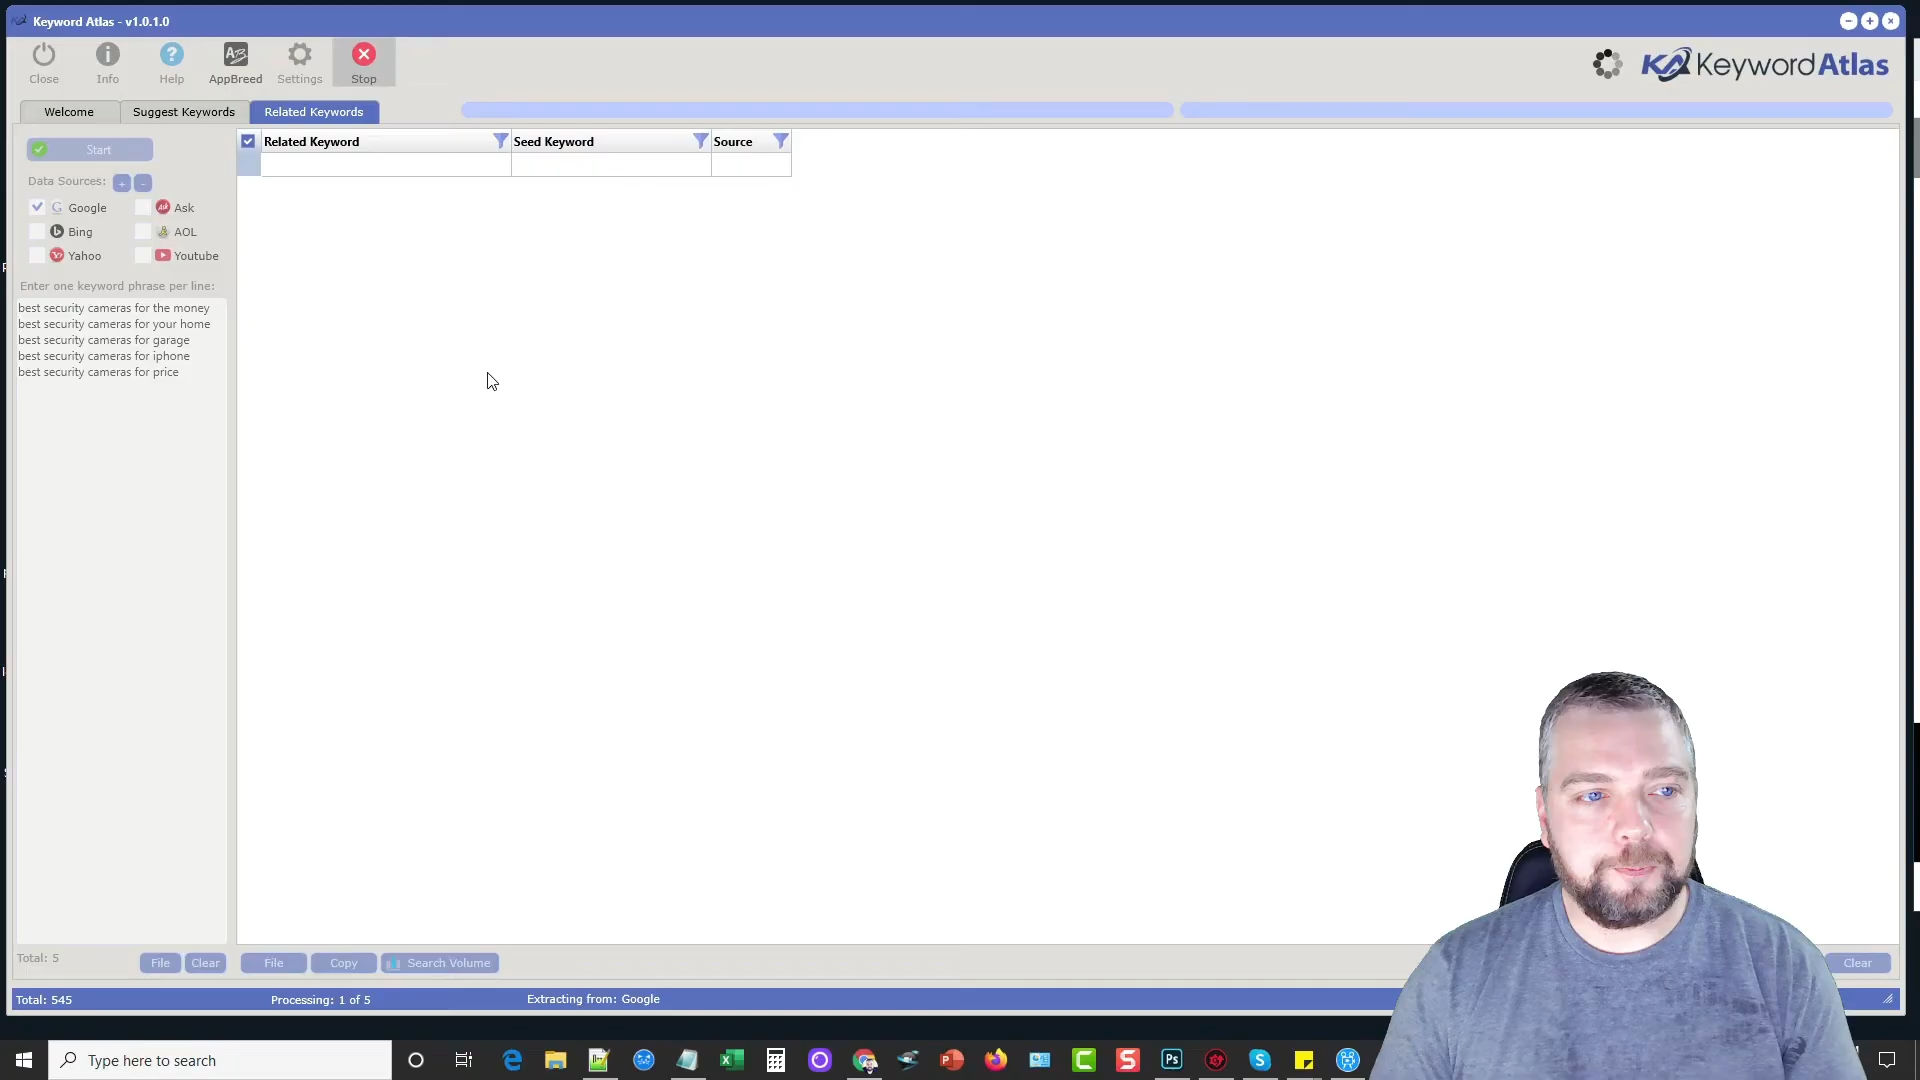 Keyword Atlas - v1.0.1.0
Close
Info
Help
AppBreed
Settings
Stop
KeywordAtlas
Welcome
Suggest Keywords
Related Keywords
Start
Related Keyword
Seed Keyword
Source
Data Sources:
+
-
Google
Ask
Bing
AOL
Yahoo
Youtube
Enter one keyword phrase per line:
best security cameras for the money
best security cameras for your home
best security cameras for garage
best security cameras for iphone
best security cameras for price
Total: 5
File
Clear
File
Copy
Search Volume
Clear
Total: 545
Processing: 1 of 5
Extracting from: Google
Type here to search